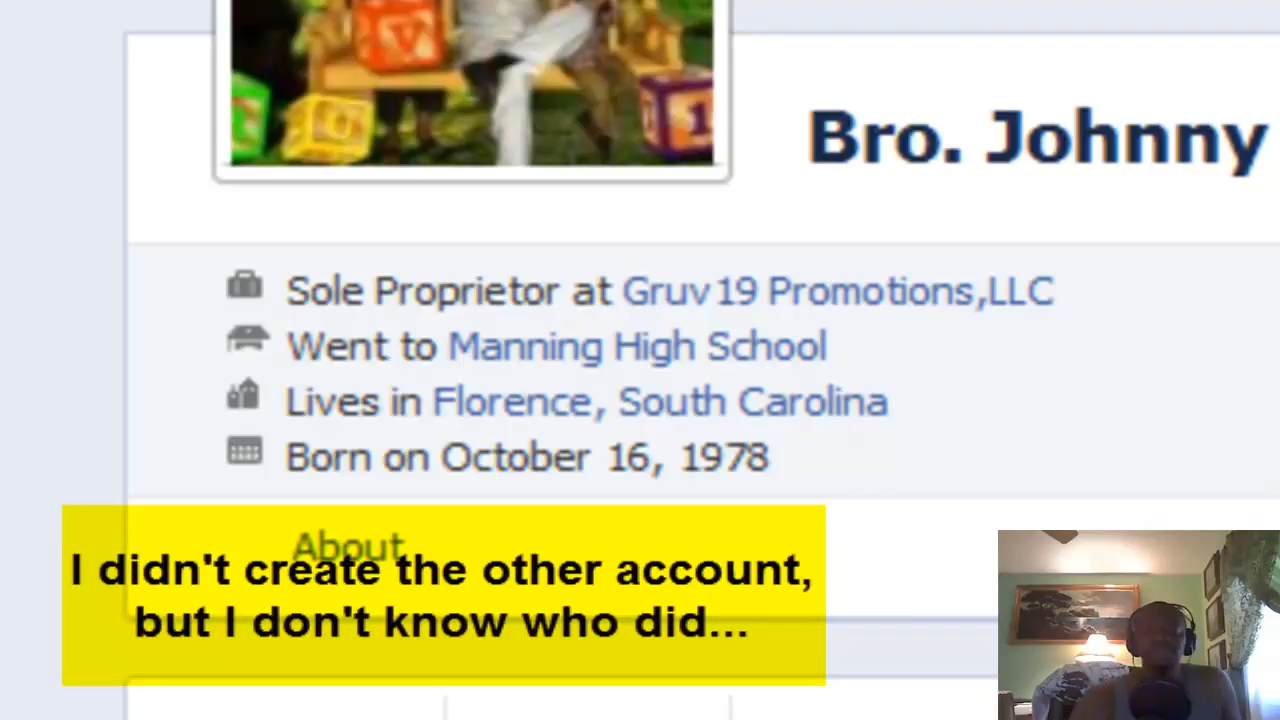 Bro. Johnny
Sole Proprietor at Gruv19 Promotions,LLC
Went to Manning High School
Lives in Florence, South Carolina
Born on October 16, 1978
About
I didn't create the other account,
but I don't know who did...